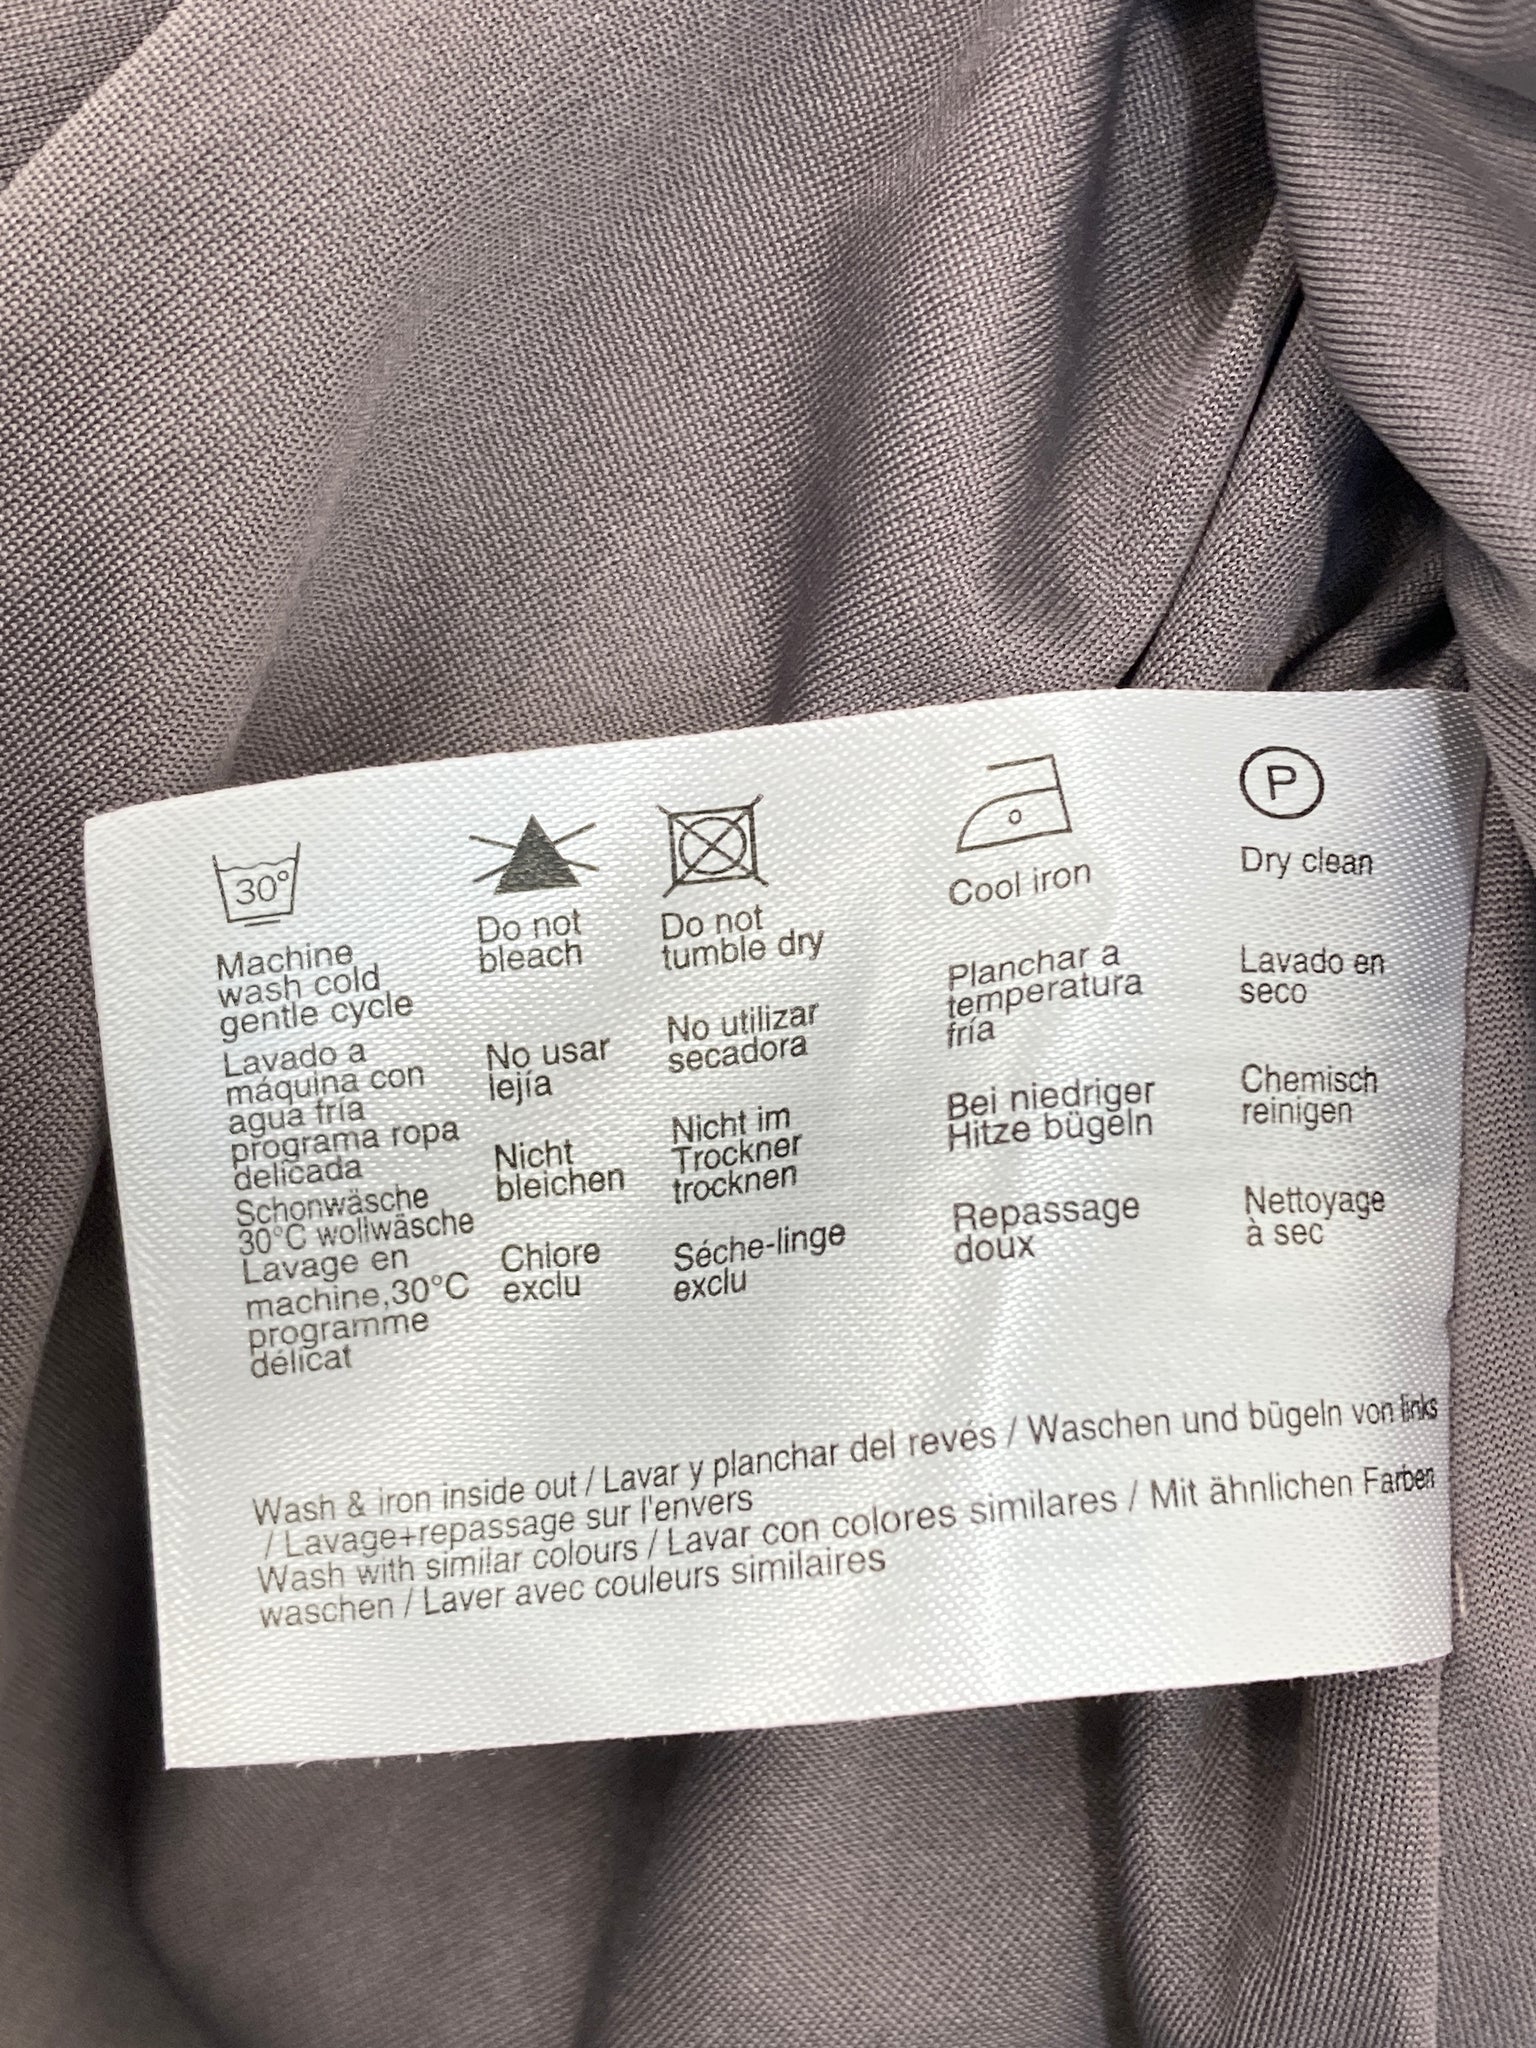 30°
Machine
wash cold
gentle cycle
Lavado a
máquina con
agua fría
programa ropa
delicada
Schonwäsche
30°C wollwäsche
Lavage en
machine,30°C
programme
délicat
Do not
bleach
No usar
lejía
Nicht
bleichen
Chlore
exclu
Do not
tumble dry
No utilizar
secadora
Nicht im
Trockner
trocknen
Séche-linge
exclu
Cool iron
Planchar a
temperatura
fría
Bei niedriger
Hitze bügeln
Repassage
doux
P
Dry clean
Lavado en
seco
Chemisch
reinigen
Nettoyage
à sec
Wash & iron inside out / Lavar y planchar del revés / Waschen und bügeln von links
/ Lavage+repassage sur l'envers
Wash with similar colours / Lavar con colores similares / Mit ähnlichen Farben
waschen / Laver avec couleurs similaires